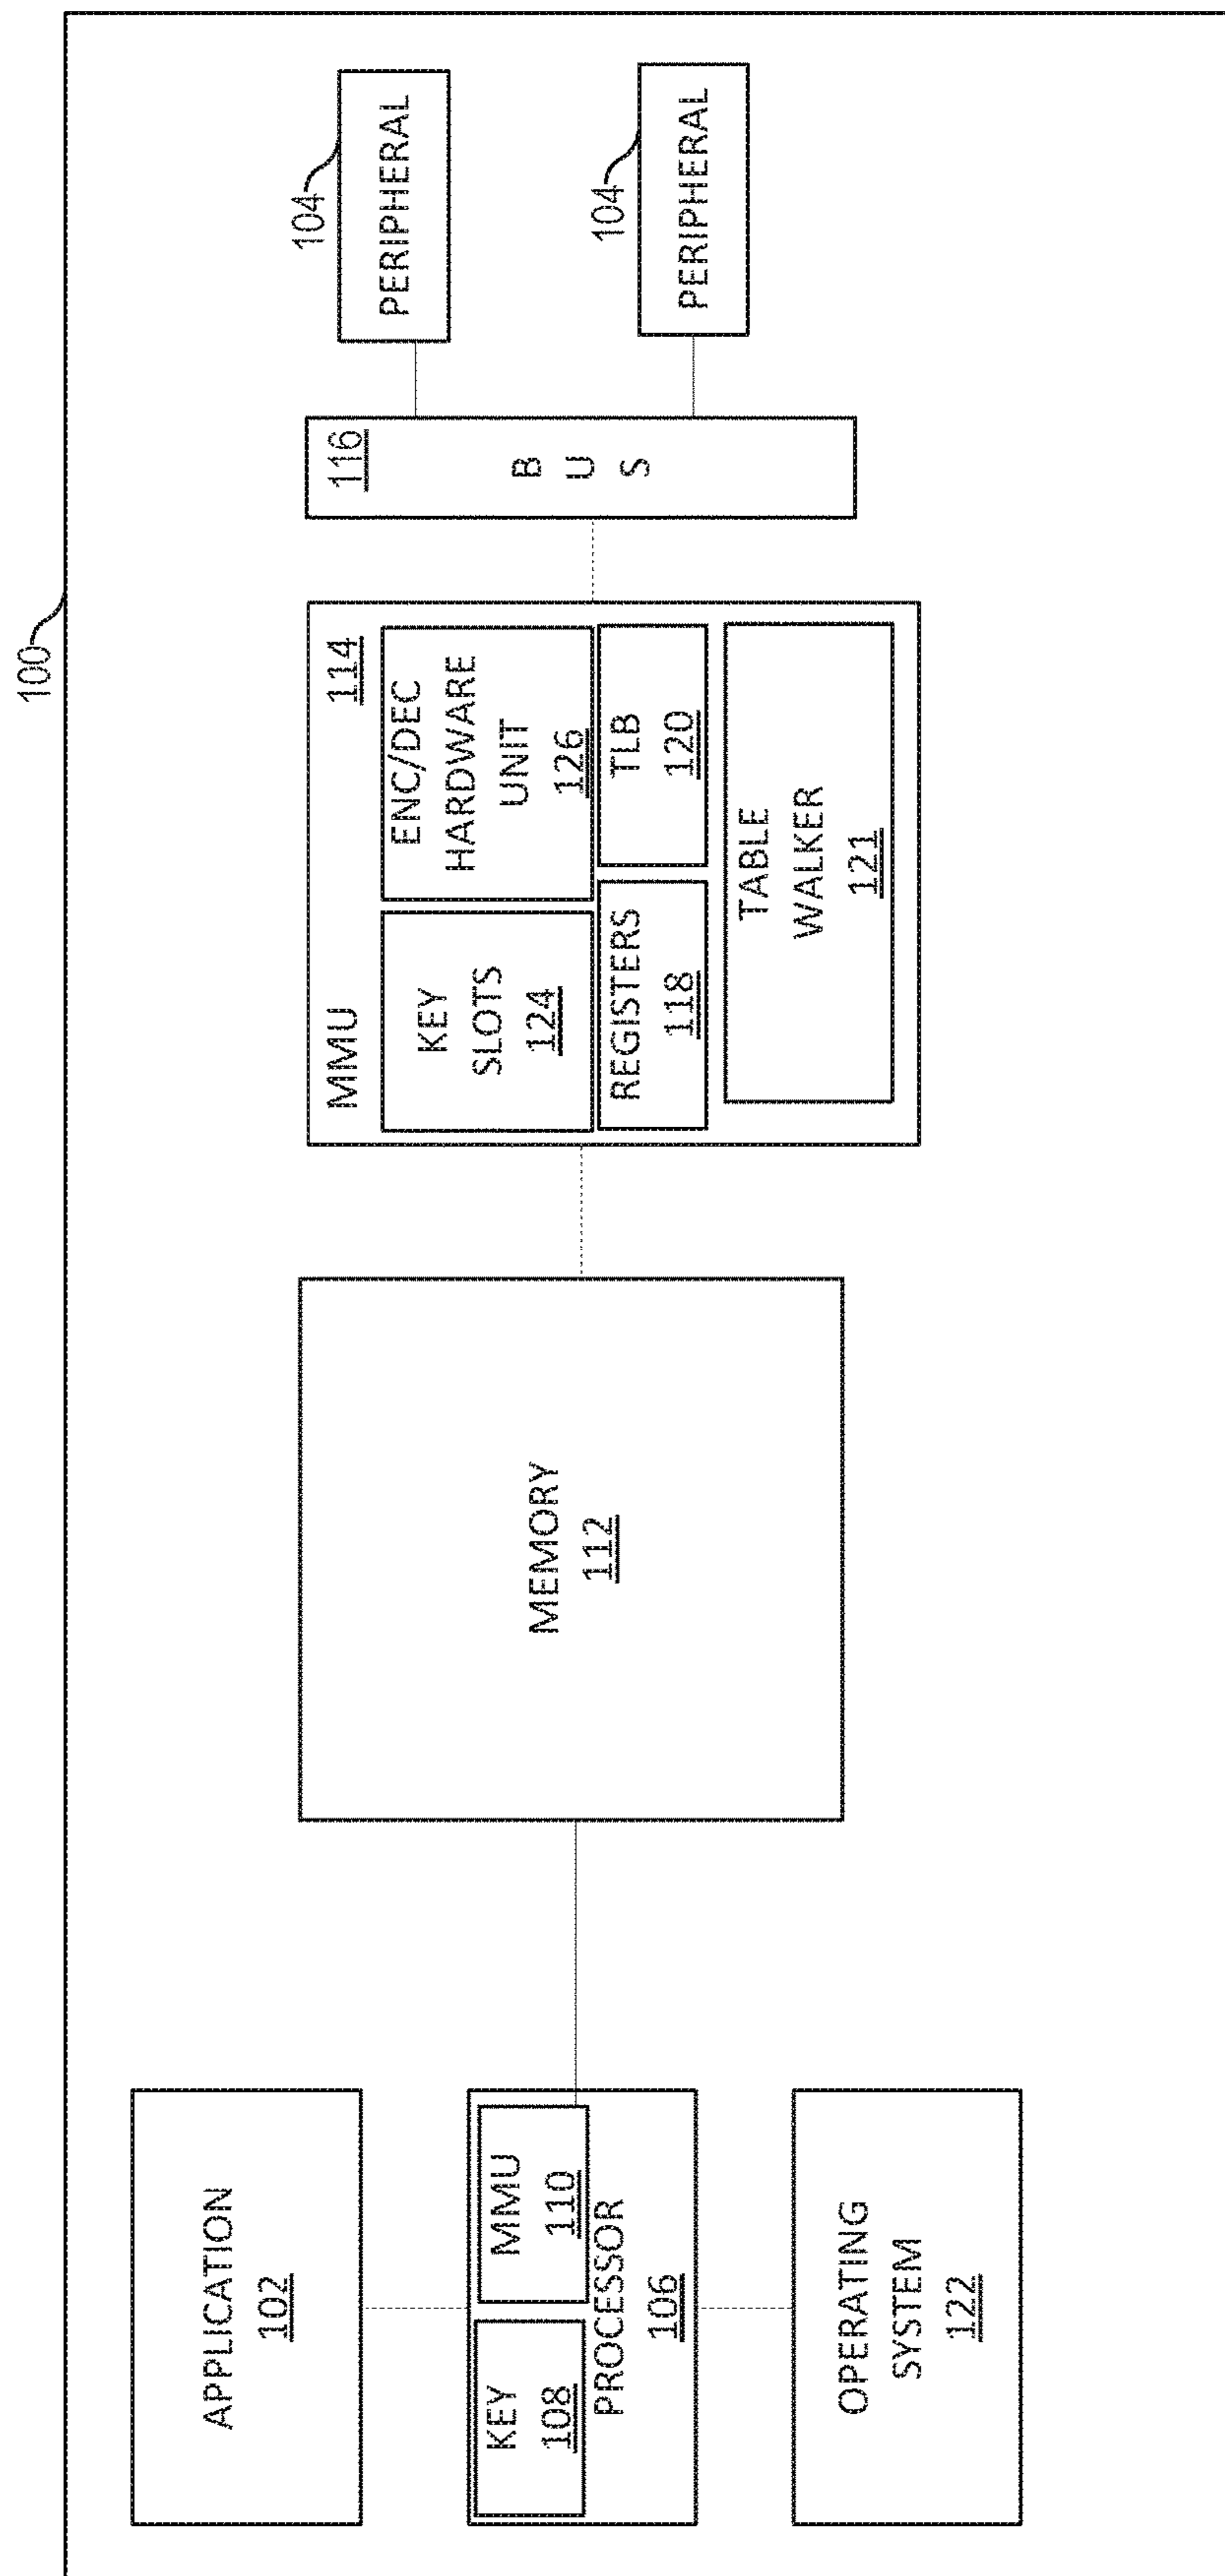 100
APPLICATION
102
KEY
108
MMU
110
PROCESSOR
106
OPERATING
SYSTEM
122
MEMORY
112
MMU
114
KEY
SLOTS
124
ENC/DEC
HARDWARE
UNIT
126
REGISTERS
118
TLB
120
TABLE
WALKER
121
116
B
U
S
104
PERIPHERAL
104
PERIPHERAL